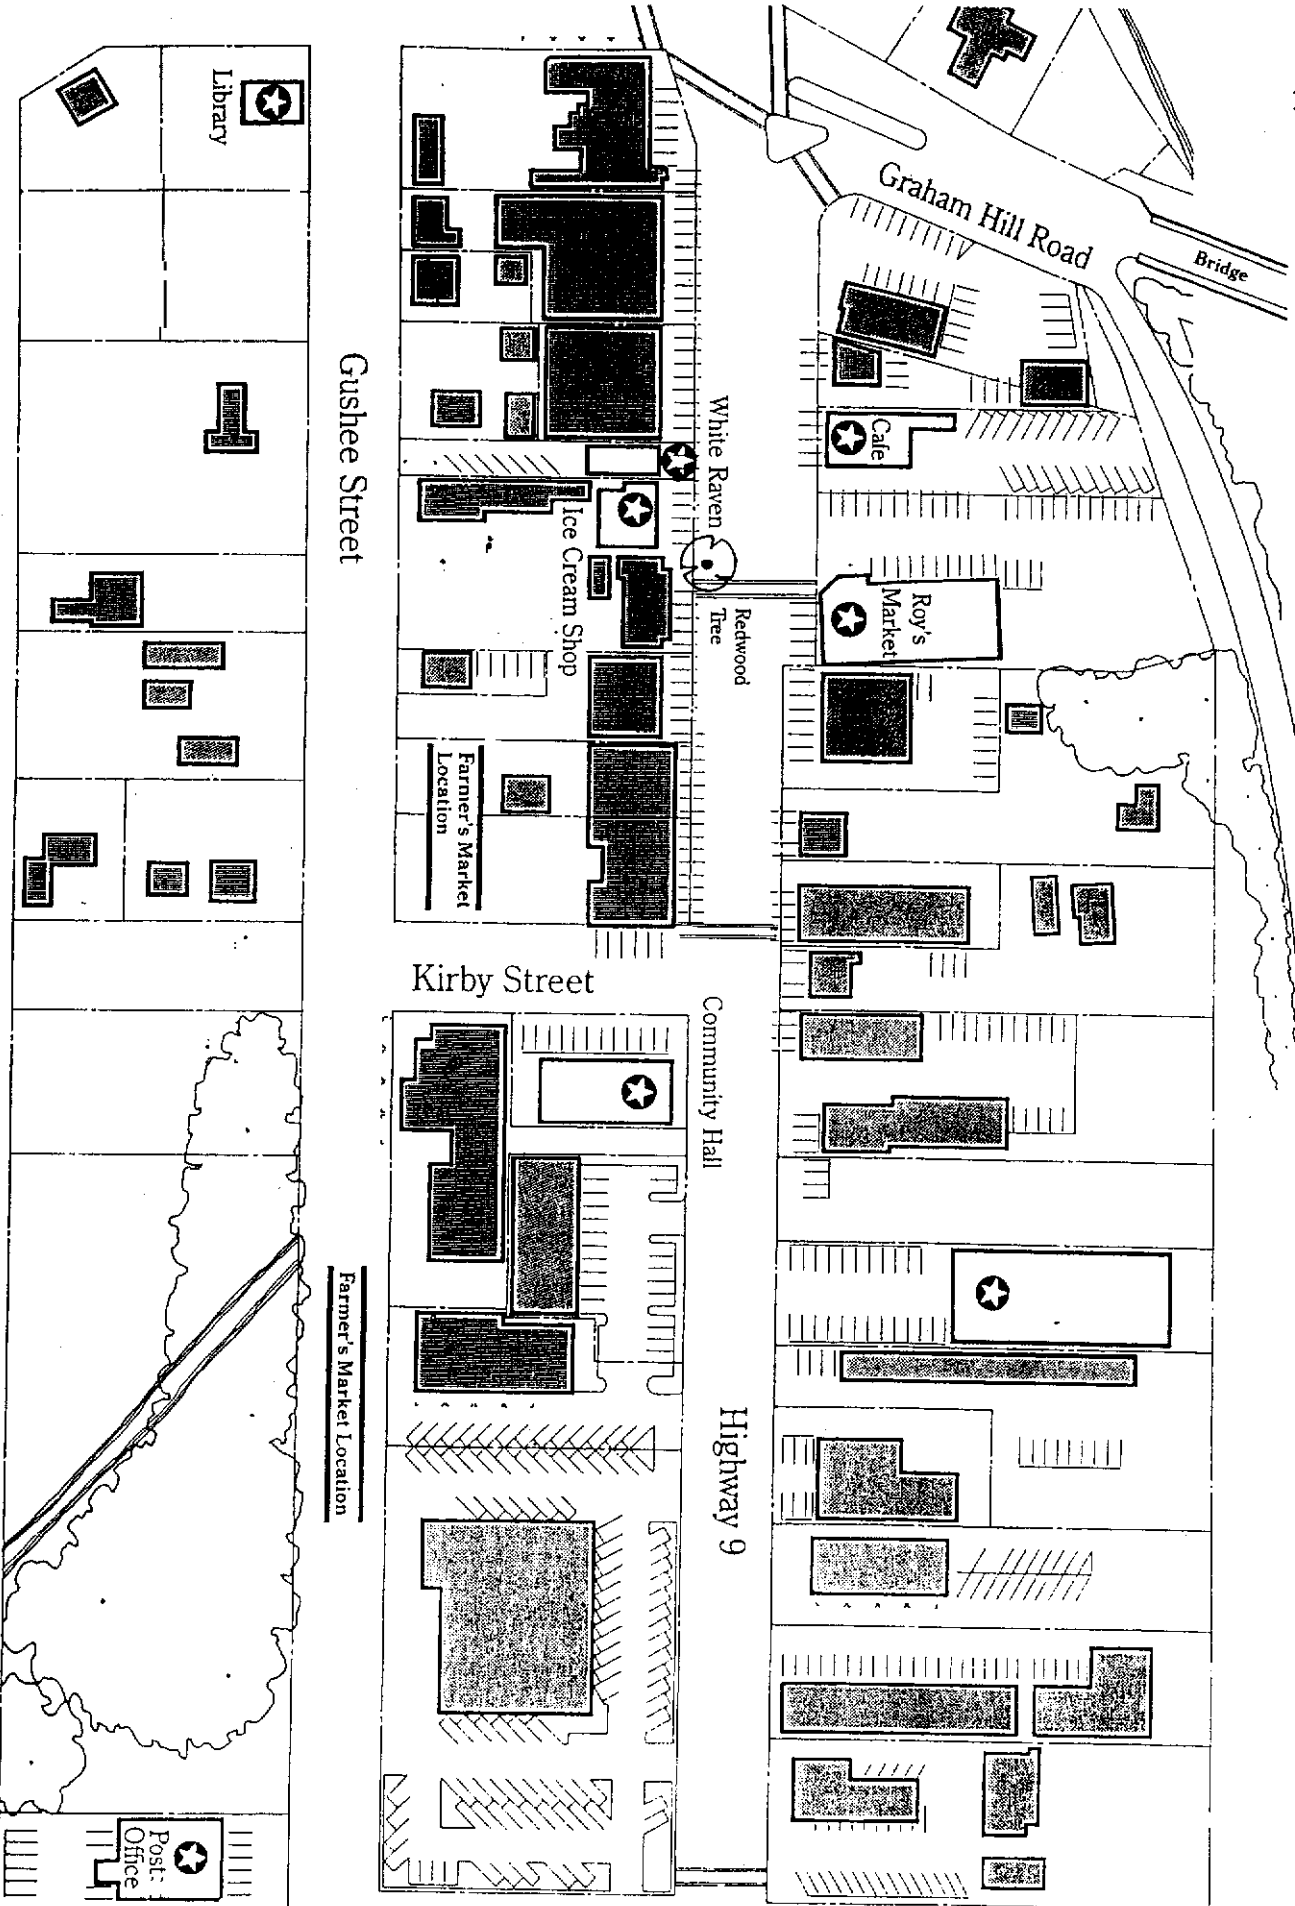 Library
Graham Hill Road
Bridge
Gushee Street
White Raven
Cafe
Ice Cream Shop
Redwood
Tree
Roy's
Market
Farmer's Market
Location
Kirby Street
Community Hall
Farmer's Market Location
Highway 9
Post
Office